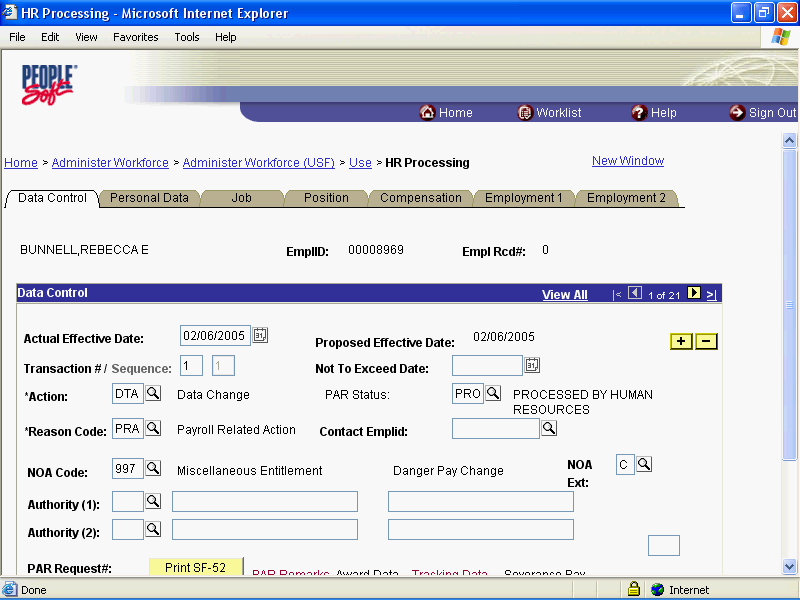 HR Processing - Microsoft Internet Explorer
File Edit View Favorites Tools Help
PEOPLE
Soft
Home Worklist Help Sign Out
Home > Administer Workforce > Administer Workforce (USF) > Use > HR Processing New Window
Data Control Personal Data Job Position Compensation Employment 1 Employment 2
BUNNELL,REBECCA E EmplID: 00008969 Empl Rcd#: 0
Data Control View All |< 1 of 21 >|
Actual Effective Date: 02/06/2005 Proposed Effective Date: 02/06/2005 + −
Transaction # / Sequence: 1 1 Not To Exceed Date:
*Action: DTA Data Change PAR Status: PRO PROCESSED BY HUMAN
RESOURCES
*Reason Code: PRA Payroll Related Action Contact Emplid:
NOA Code: 997 Miscellaneous Entitlement Danger Pay Change NOA
Ext: C
Authority (1):
Authority (2):
PAR Request#: Print SF-52 PAR Remarks Award Data Tracking Data Severance Pay
Done Internet